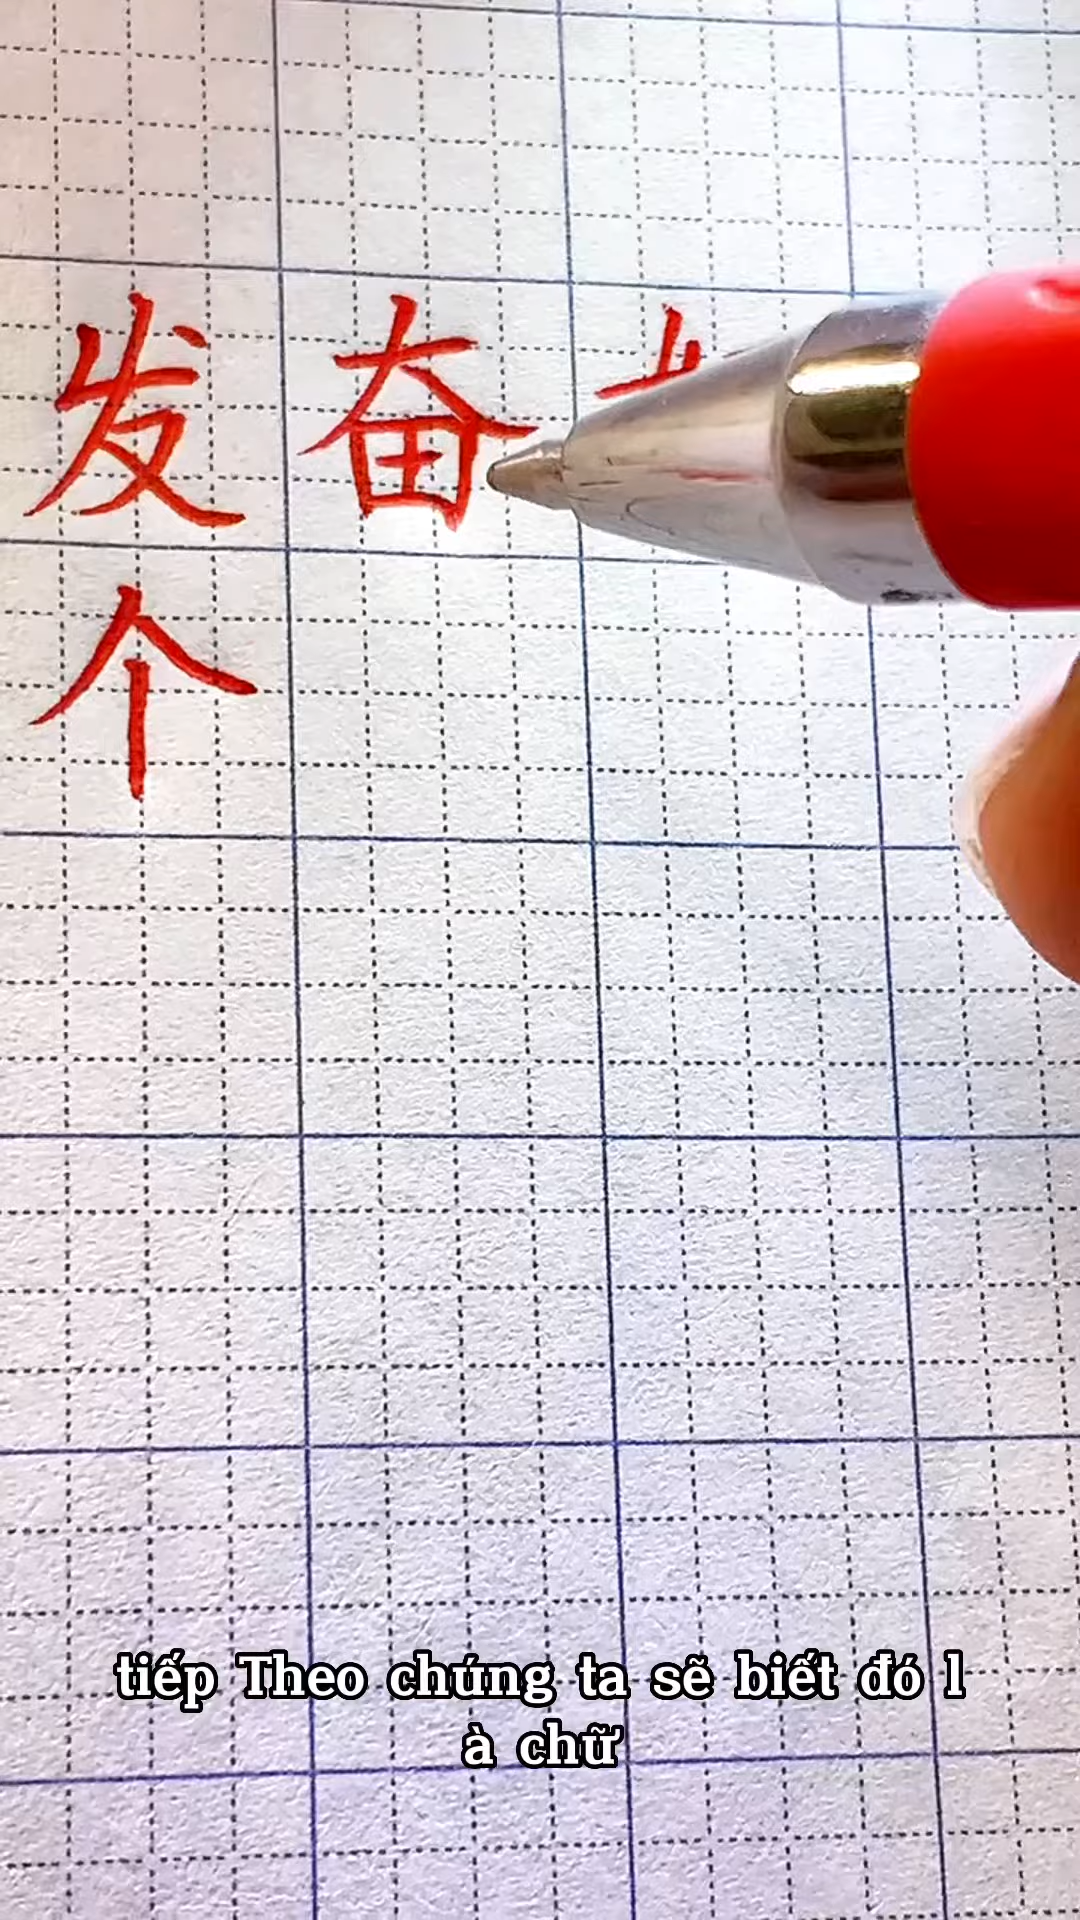 发 奋
个
tiếp Theo chúng ta sẽ biết đó l
à chữ